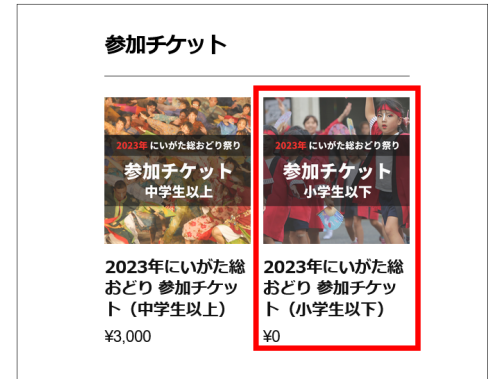 参加チケット
2023年 にいがた総おどり祭り
参加チケット
中学生以上
2023年 にいがた総おどり祭り
参加チケット
小学生以下
2023年にいがた総
おどり 参加チケッ
ト（中学生以上）
¥3,000
2023年にいがた総
おどり 参加チケッ
ト（小学生以下）
¥0